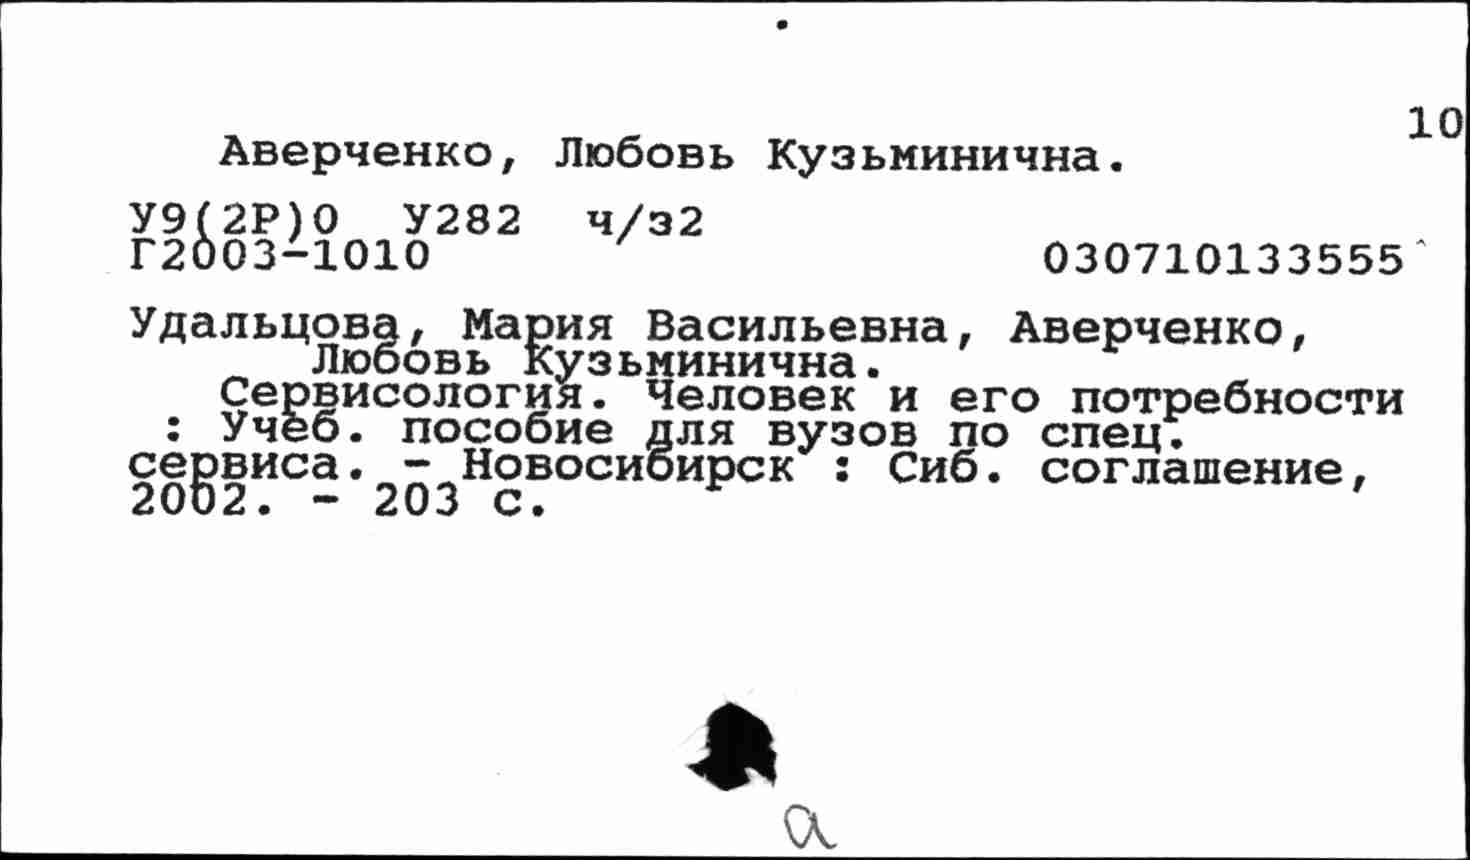 10
Аверченко, Любовь Кузьминична.
У9(2Р)0 У282 ч/з2
Г2003-1010 030710133555
Удальцова, Мария Васильевна, Аверченко,
Любовь Кузьминична.
Сервисология. Человек и его потребности
: Учеб. пособие для вузов по спец.
сервиса. - Новосибирск : Сиб. соглашение,
2002. - 203 с.
а